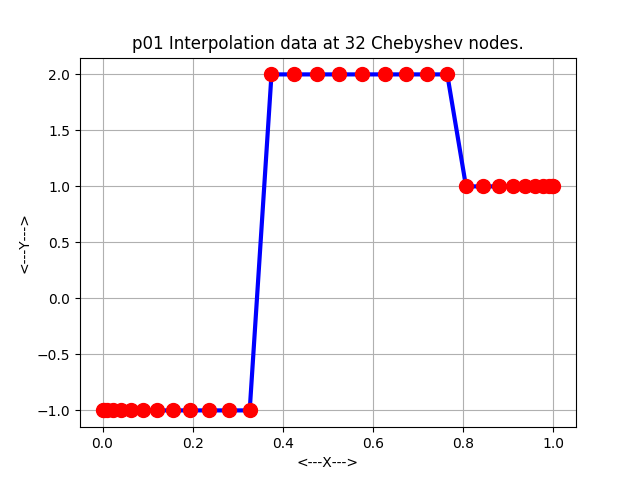 p01 Interpolation data at 32 Chebyshev nodes.
2.0
1.5
1.0
0.5
0.0
−0.5
−1.0
<---Y--->
0.0 0.2 0.4 0.6 0.8 1.0
<---X--->